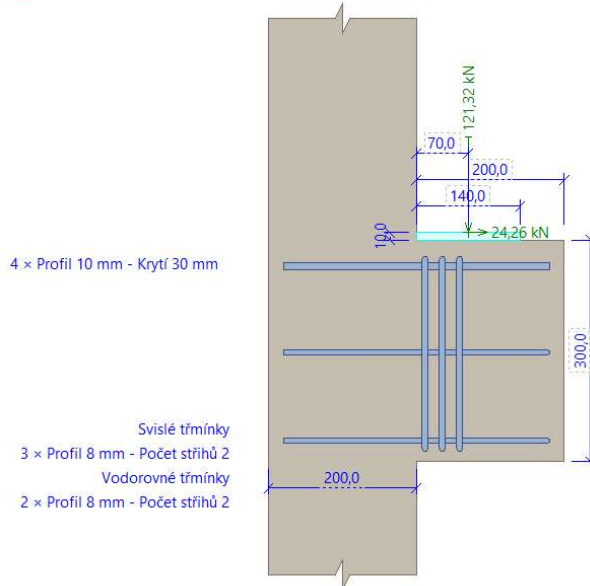 121,32 kN
70,0
200,0
140,0
10,0
24,26 kN
4 × Profil 10 mm - Krytí 30 mm
300,0
Svislé třmínky
3 × Profil 8 mm - Počet střihů 2
Vodorovné třmínky
2 × Profil 8 mm - Počet střihů 2
200,0